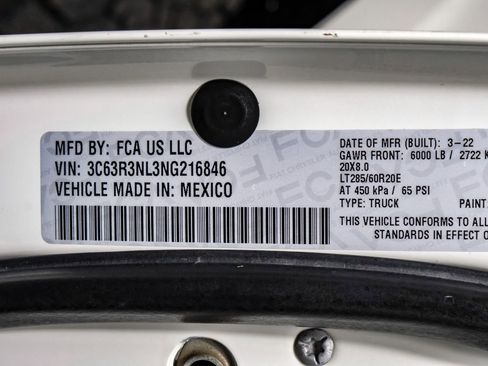 MFD BY: FCA US LLC
VIN: 3C63R3NL3NG216846
VEHICLE MADE IN: MEXICO
DATE OF MFR (BUILT): 3-22
GAWR FRONT: 6000 LB / 2722 K
20X8.0
LT285/60R20E
AT 450 kPa / 65 PSI
TYPE: TRUCK PAINT:
THIS VEHICLE CONFORMS TO ALL
STANDARDS IN EFFECT O